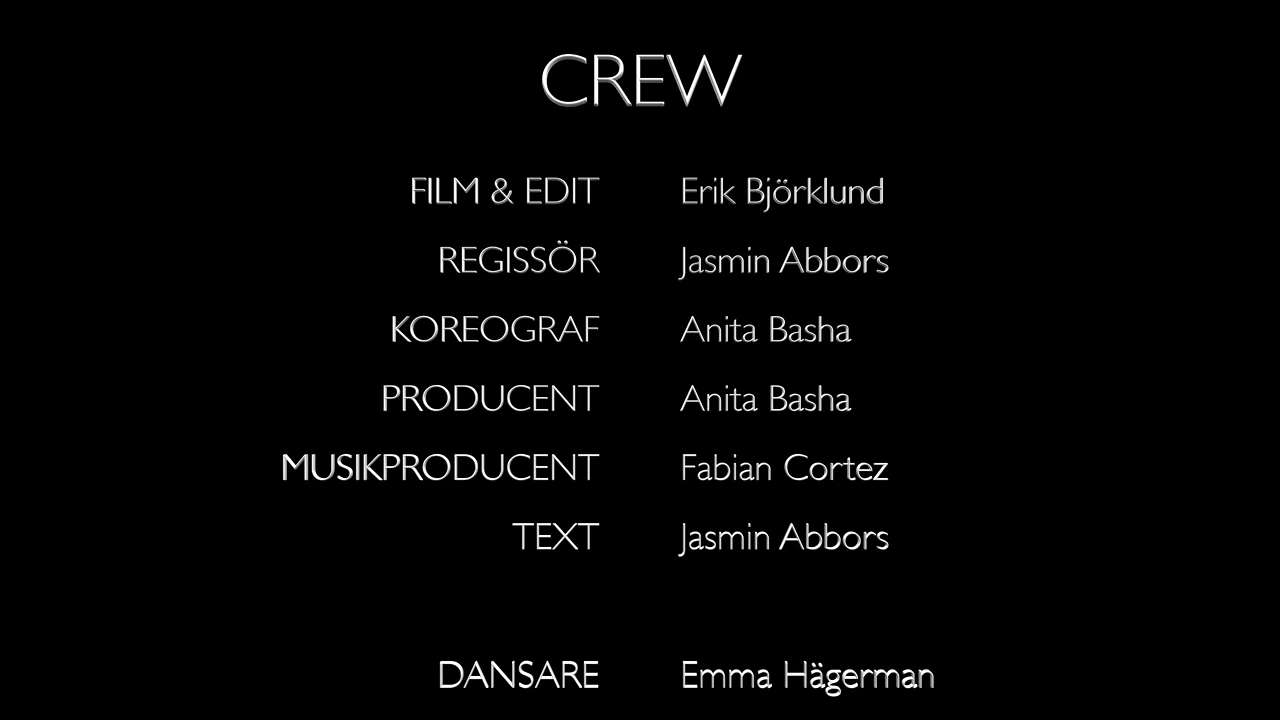 CREW
FILM & EDIT Erik Björklund
REGISSÖR Jasmin Abbors
KOREOGRAF Anita Basha
PRODUCENT Anita Basha
MUSIKPRODUCENT Fabian Cortez
TEXT Jasmin Abbors
DANSARE Emma Hägerman